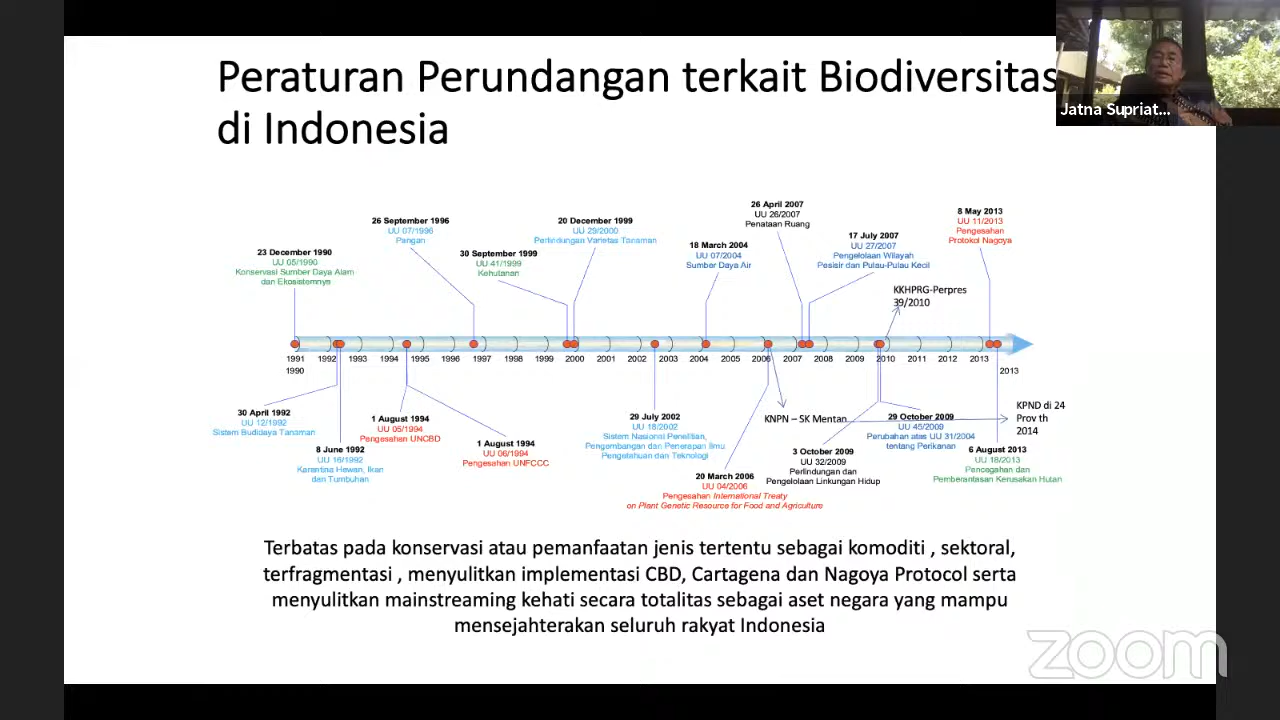 Peraturan Perundangan terkait Biodiversitas
di Indonesia
Jatna Supriat...
26 April 2007
UU 26/2007
Penataan Ruang
8 May 2013
UU 11/2013
Pengesahan
Protokol Nagoya
26 September 1996
UU 07/1996
Pangan
20 December 1999
UU 29/2000
Perlindungan Varietas Tanaman
17 July 2007
UU 27/2007
Pengelolaan Wilayah
Pesisir dan Pulau-Pulau Kecil
23 December 1990
UU 05/1990
Konservasi Sumber Daya Alam
dan Ekosistemnya
30 September 1999
UU 41/1999
Kehutanan
18 March 2004
UU 07/2004
Sumber Daya Air
KKHPRG-Perpres
39/2010
1991 1992 1993 1994 1995 1996 1997 1998 1999 2000 2001 2002 2003 2004 2005 2006 2007 2008 2009 2010 2011 2012 2013
1990
2013
30 April 1992
UU 12/1992
Sistem Budidaya Tanaman
8 June 1992
UU 16/1992
Karantina Hewan, Ikan
dan Tumbuhan
1 August 1994
UU 05/1994
Pengesahan UNCBD
1 August 1994
UU 06/1994
Pengesahan UNFCCC
29 July 2002
UU 18/2002
Sistem Nasional Penelitian,
Pengombangan dan Penerapan Ilmu
Pengetahuan dan Teknologi
20 March 2006
UU 04/2006
Pengesahan International Treaty
on Plant Genetic Resource for Food and Agriculture
KNPN – SK Mentan
3 October 2009
UU 32/2009
Perlindungan dan
Pengelolaan Linkungan Hidup
29 October 2009
UU 45/2009
Perubahan atas UU 31/2004
tentang Perikanan
KPND di 24
Prov th
2014
6 August 2013
UU 18/2013
Pencegahan dan
Pemberantasan Kerusakan Hutan
Terbatas pada konservasi atau pemanfaatan jenis tertentu sebagai komoditi , sektoral,
terfragmentasi , menyulitkan implementasi CBD, Cartagena dan Nagoya Protocol serta
menyulitkan mainstreaming kehati secara totalitas sebagai aset negara yang mampu
mensejahterakan seluruh rakyat Indonesia
zoom